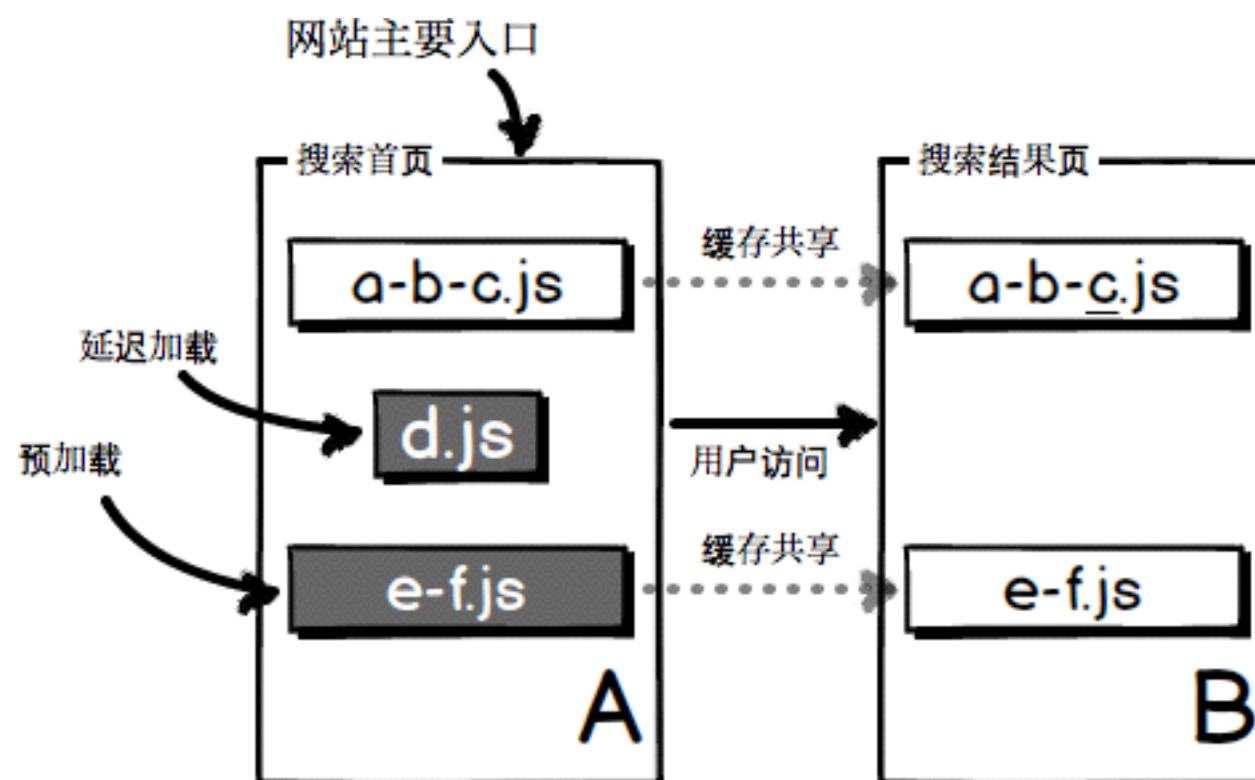 网站主要入口
搜索首页
搜索结果页
缓存共享
a-b-c.js
a-b-c.js
延迟加载
d.js
用户访问
预加载
缓存共享
e-f.js
e-f.js
A
B